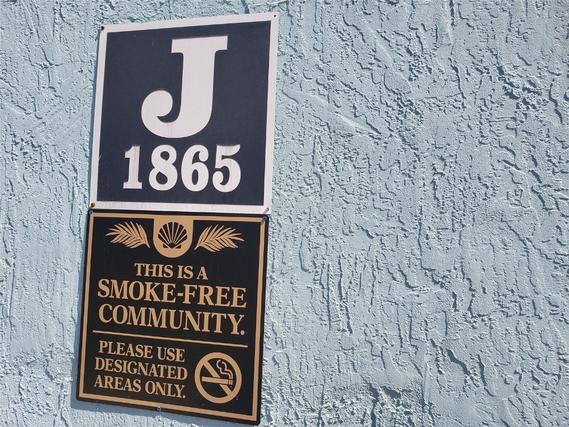 J
1865
THIS IS A
SMOKE-FREE
COMMUNITY.
PLEASE USE
DESIGNATED
AREAS ONLY.